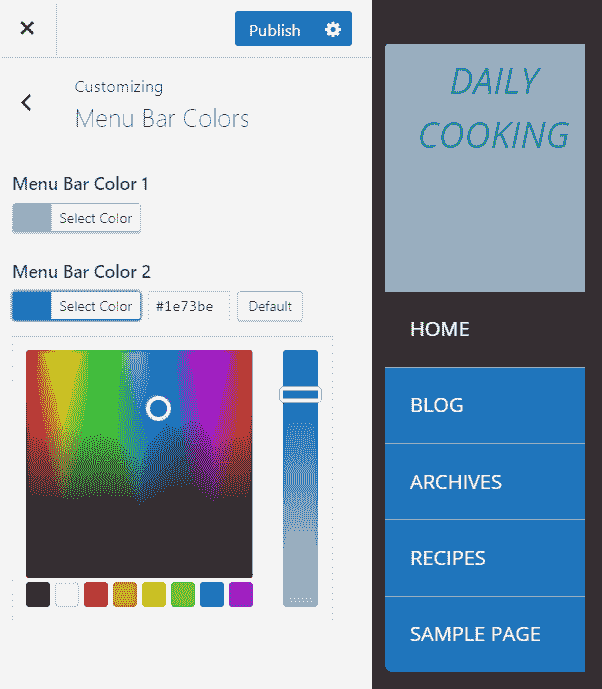 Publish
Customizing
Menu Bar Colors
Menu Bar Color 1
Select Color
Menu Bar Color 2
Select Color #1e73be Default
DAILY
COOKING
HOME
BLOG
ARCHIVES
RECIPES
SAMPLE PAGE